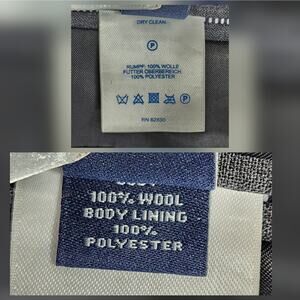 DRY CLEAN
P
RUMPF: 100% WOLLE
FUTTER OBERBEREICH
100% POLYESTER
P
RN 82830
100% WOOL
BODY LINING
100%
POLYESTER